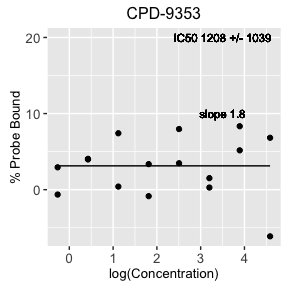 CPD-9353
20
IC50 1208 +/- 1039
10
slope 1.8
0
% Probe Bound
0 1 2 3 4
log(Concentration)